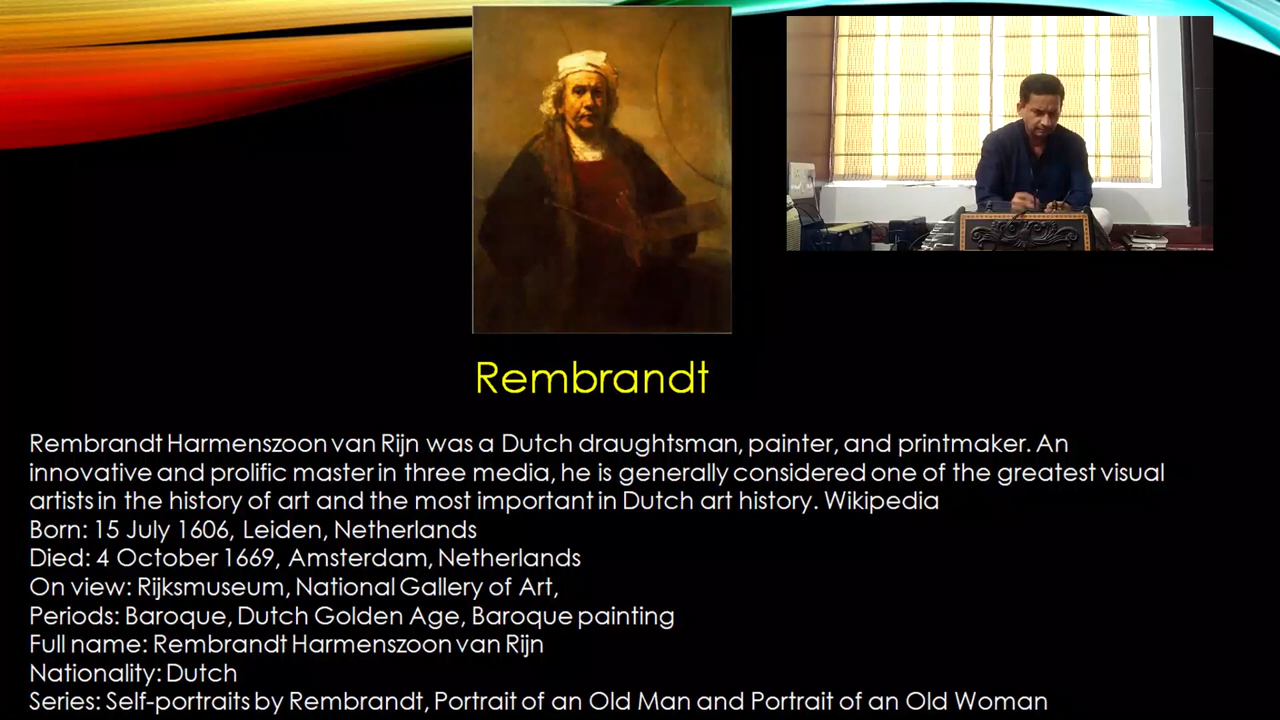 Rembrandt
Rembrandt Harmenszoon van Rijn was a Dutch draughtsman, painter, and printmaker. An
innovative and prolific master in three media, he is generally considered one of the greatest visual
artists in the history of art and the most important in Dutch art history. Wikipedia
Born: 15 July 1606, Leiden, Netherlands
Died: 4 October 1669, Amsterdam, Netherlands
On view: Rijksmuseum, National Gallery of Art,
Periods: Baroque, Dutch Golden Age, Baroque painting
Full name: Rembrandt Harmenszoon van Rijn
Nationality: Dutch
Series: Self-portraits by Rembrandt, Portrait of an Old Man and Portrait of an Old Woman